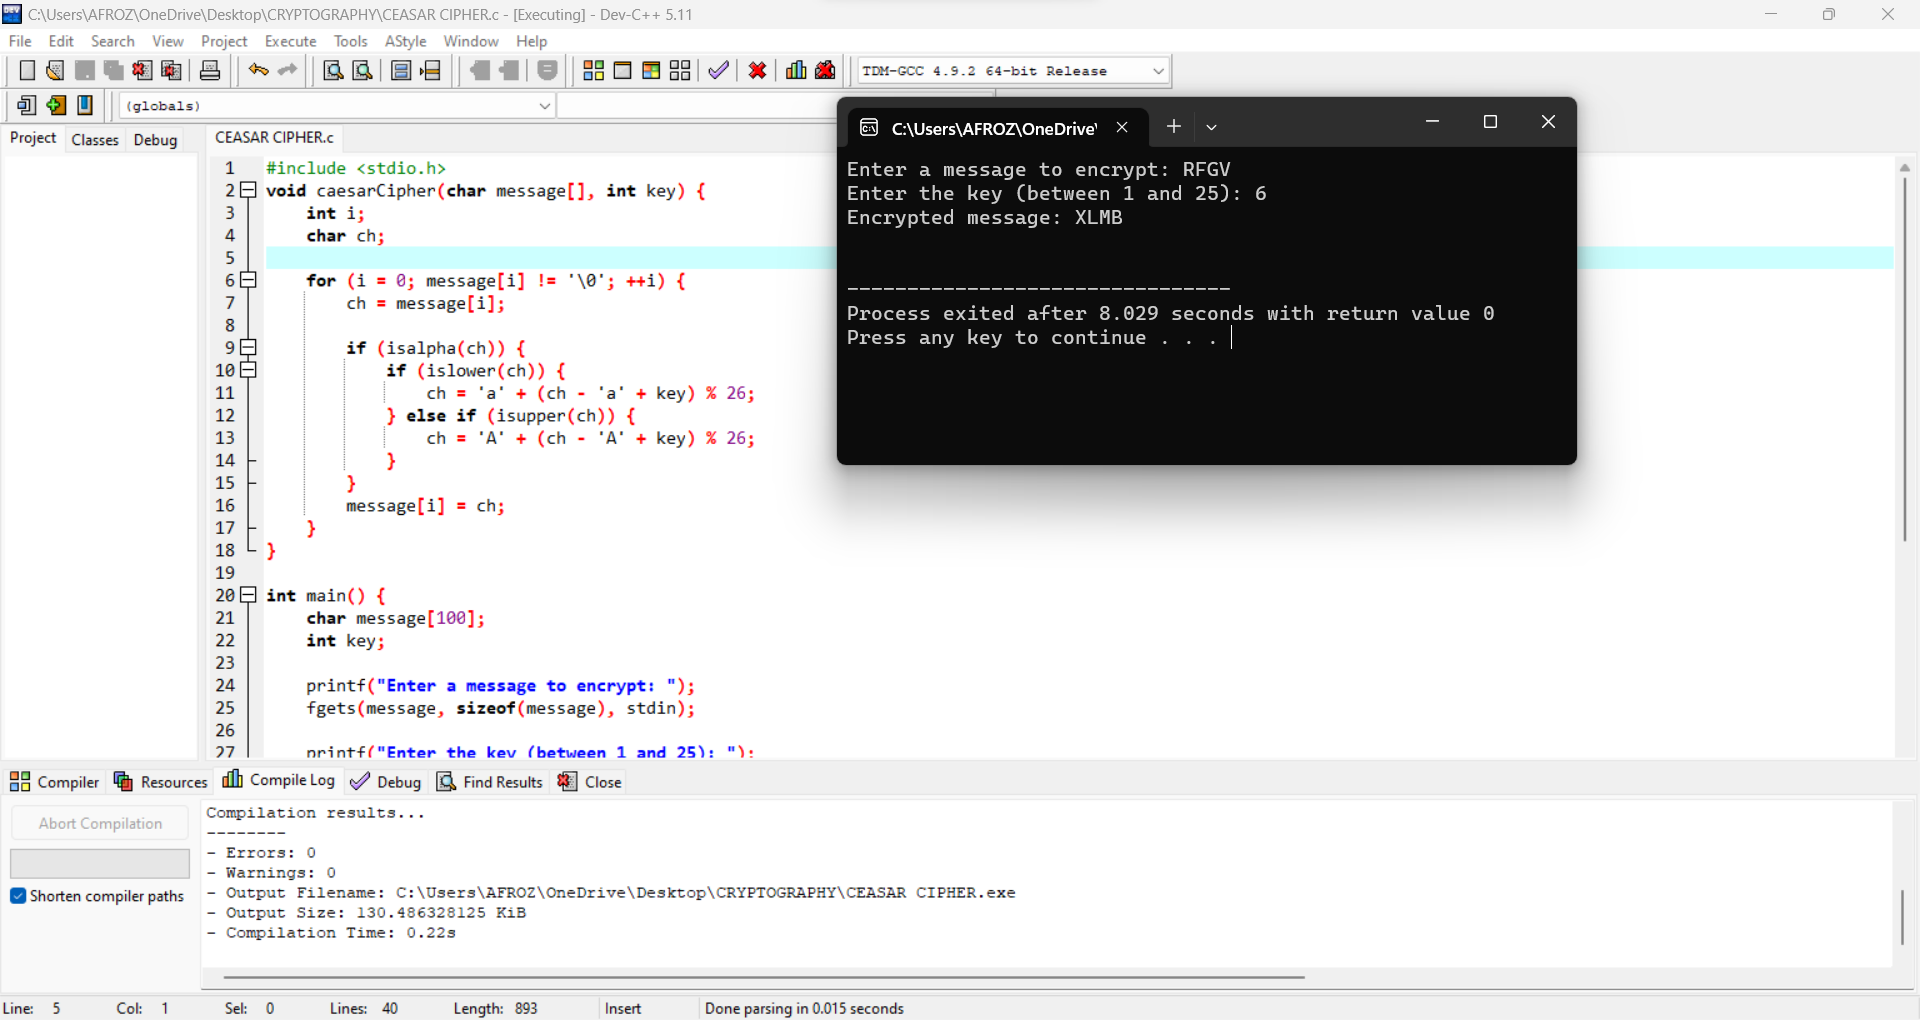 C:\Users\AFROZ\OneDrive\Desktop\CRYPTOGRAPHY\CEASAR CIPHER.c - [Executing] - Dev-C++ 5.11
File Edit Search View Project Execute Tools AStyle Window Help
TDM-GCC 4.9.2 64-bit Release
(globals)
Project Classes Debug
CEASAR CIPHER.c
1 #include <stdio.h>
2 void caesarCipher(char message[], int key) {
3 int i;
4 char ch;
5
6 for (i = 0; message[i] != '\0'; ++i) {
7 ch = message[i];
8
9 if (isalpha(ch)) {
10 if (islower(ch)) {
11 ch = 'a' + (ch - 'a' + key) % 26;
12 } else if (isupper(ch)) {
13 ch = 'A' + (ch - 'A' + key) % 26;
14 }
15 }
16 message[i] = ch;
17 }
18 }
19
20 int main() {
21 char message[100];
22 int key;
23
24 printf("Enter a message to encrypt: ");
25 fgets(message, sizeof(message), stdin);
26
27 printf("Enter the key (between 1 and 25): ");
C:\Users\AFROZ\OneDrive\
Enter a message to encrypt: RFGV
Enter the key (between 1 and 25): 6
Encrypted message: XLMB
--------------------------------
Process exited after 8.029 seconds with return value 0
Press any key to continue . . .
Compiler Resources Compile Log Debug Find Results Close
Abort Compilation
Shorten compiler paths
Compilation results...
--------
- Errors: 0
- Warnings: 0
- Output Filename: C:\Users\AFROZ\OneDrive\Desktop\CRYPTOGRAPHY\CEASAR CIPHER.exe
- Output Size: 130.486328125 KiB
- Compilation Time: 0.22s
Line: 5 Col: 1 Sel: 0 Lines: 40 Length: 893 Insert Done parsing in 0.015 seconds